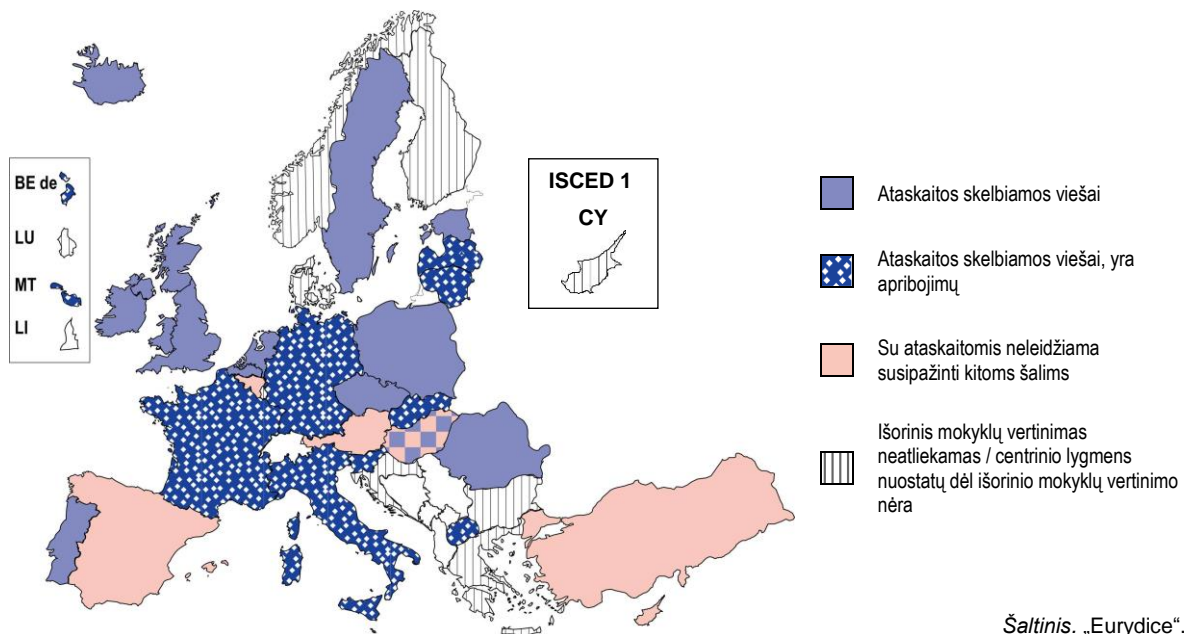 BE de
LU
MT
LI
ISCED 1
CY
Ataskaitos skelbiamos viešai
Ataskaitos skelbiamos viešai, yra
apribojimų
Su ataskaitomis neleidžiama
susipažinti kitoms šalims
Išorinis mokyklų vertinimas
neatliekamas / centrinio lygmens
nuostatų dėl išorinio mokyklų vertinimo
nėra
Šaltinis. „Eurydice“.